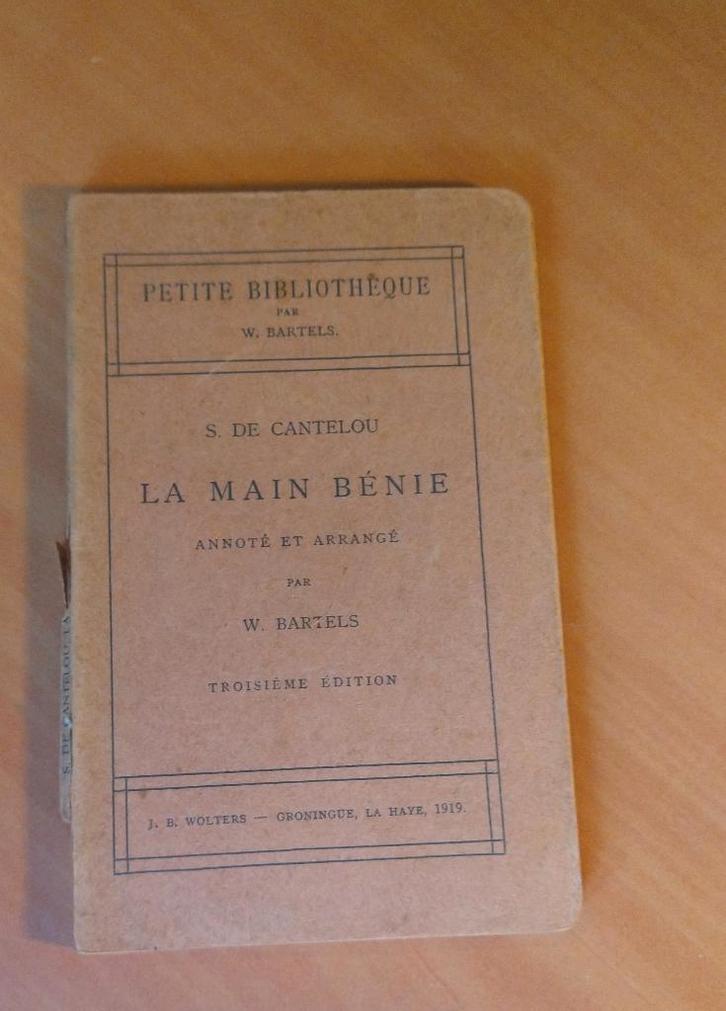 PETITE BIBLIOTHÈQUE
PAR
W. BARTELS.
S. DE CANTELOU
LA MAIN BÉNIE
ANNOTÉ ET ARRANGÉ
PAR
W. BARTELS
TROISIÈME ÉDITION
J. B. WOLTERS — GRONINGUE, LA HAYE, 1919.
S. DE CANTELOU, LA